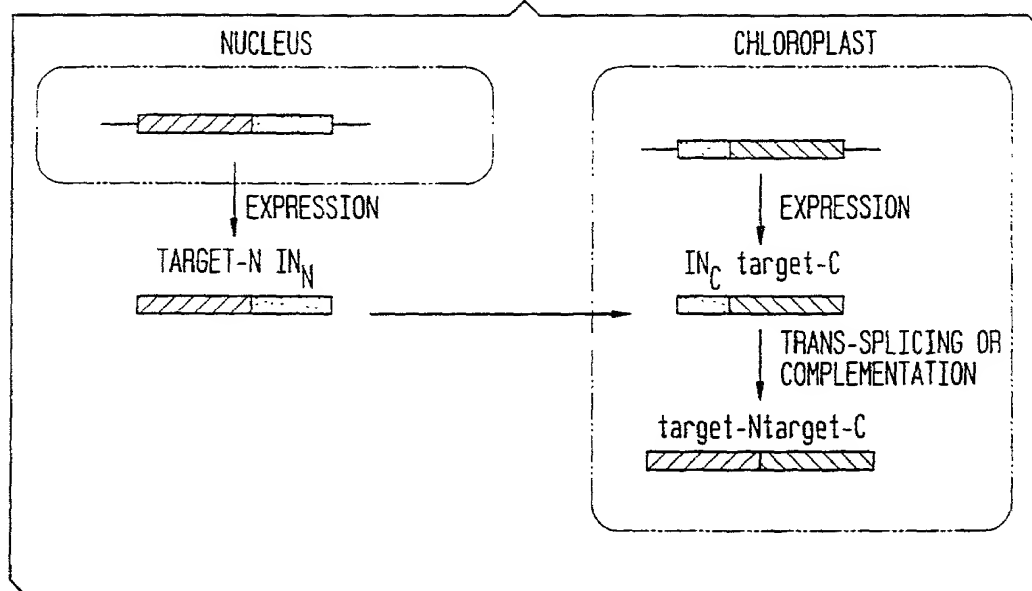 NUCLEUS
EXPRESSION
TARGET-N IN_N
CHLOROPLAST
EXPRESSION
IN_C target-C
TRANS-SPLICING OR
COMPLEMENTATION
target-Ntarget-C